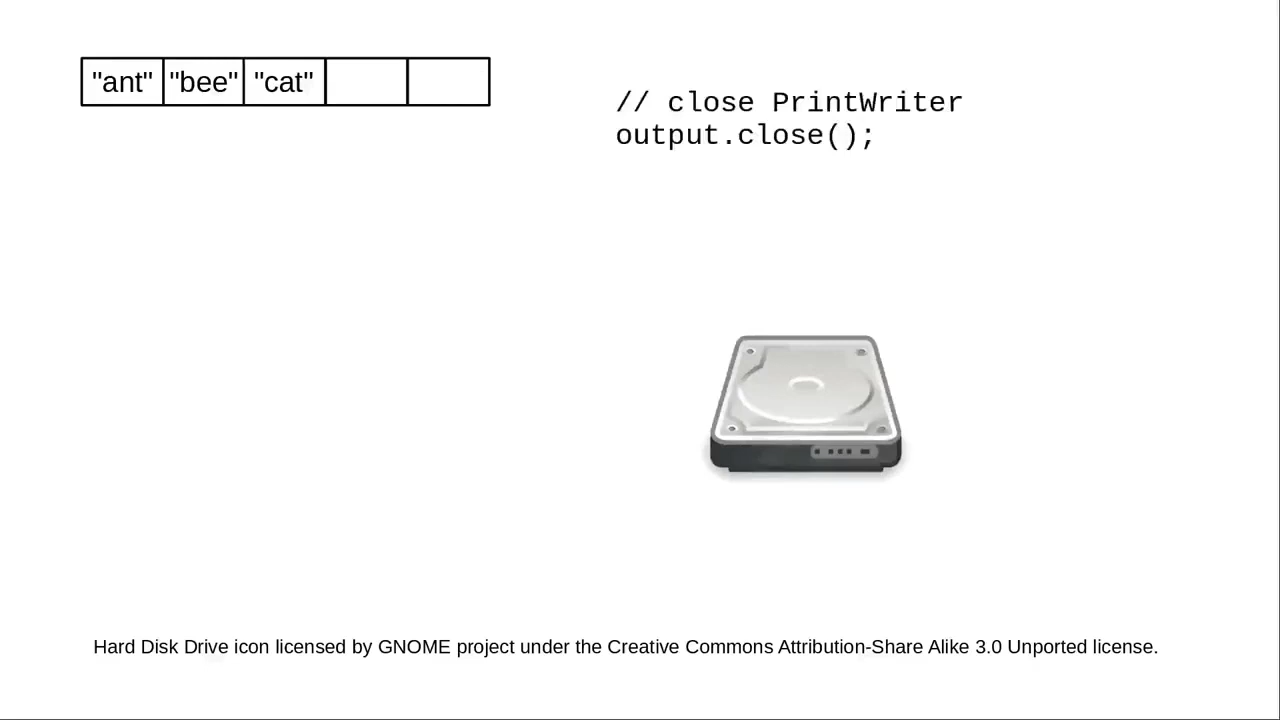 "ant" "bee" "cat"
// close PrintWriter
output.close();
Hard Disk Drive icon licensed by GNOME project under the Creative Commons Attribution-Share Alike 3.0 Unported license.